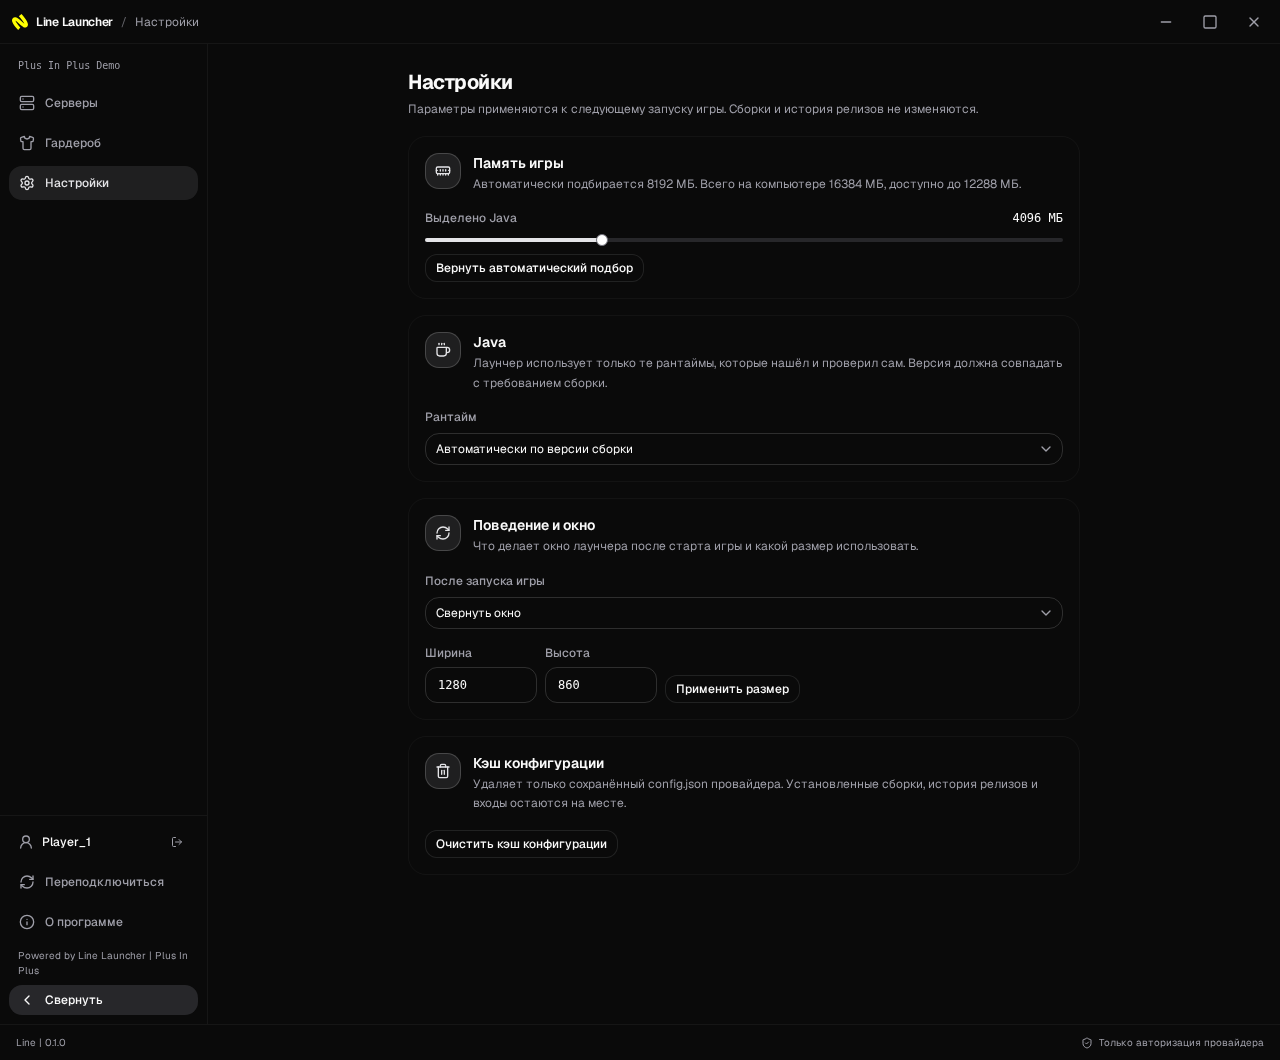 Line Launcher / Настройки
Plus In Plus Demo
Серверы
Гардероб
Настройки
Настройки
Параметры применяются к следующему запуску игры. Сборки и история релизов не изменяются.
Память игры
Автоматически подбирается 8192 МБ. Всего на компьютере 16384 МБ, доступно до 12288 МБ.
Выделено Java 4096 МБ
Вернуть автоматический подбор
Java
Лаунчер использует только те рантаймы, которые нашёл и проверил сам. Версия должна совпадать
с требованием сборки.
Рантайм
Автоматически по версии сборки
Поведение и окно
Что делает окно лаунчера после старта игры и какой размер использовать.
После запуска игры
Свернуть окно
Ширина Высота
1280 860 Применить размер
Кэш конфигурации
Удаляет только сохранённый config.json провайдера. Установленные сборки, история релизов и
входы остаются на месте.
Очистить кэш конфигурации
Player_1
Переподключиться
О программе
Powered by Line Launcher | Plus In
Plus
Свернуть
Line | 0.1.0
Только авторизация провайдера